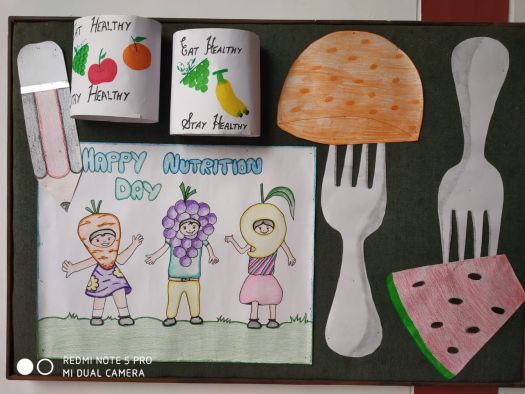 Eat Healthy
Stay Healthy
Eat Healthy
Stay Healthy
HAPPY NUTRITION
DAY
REDMI NOTE 5 PRO
MI DUAL CAMERA